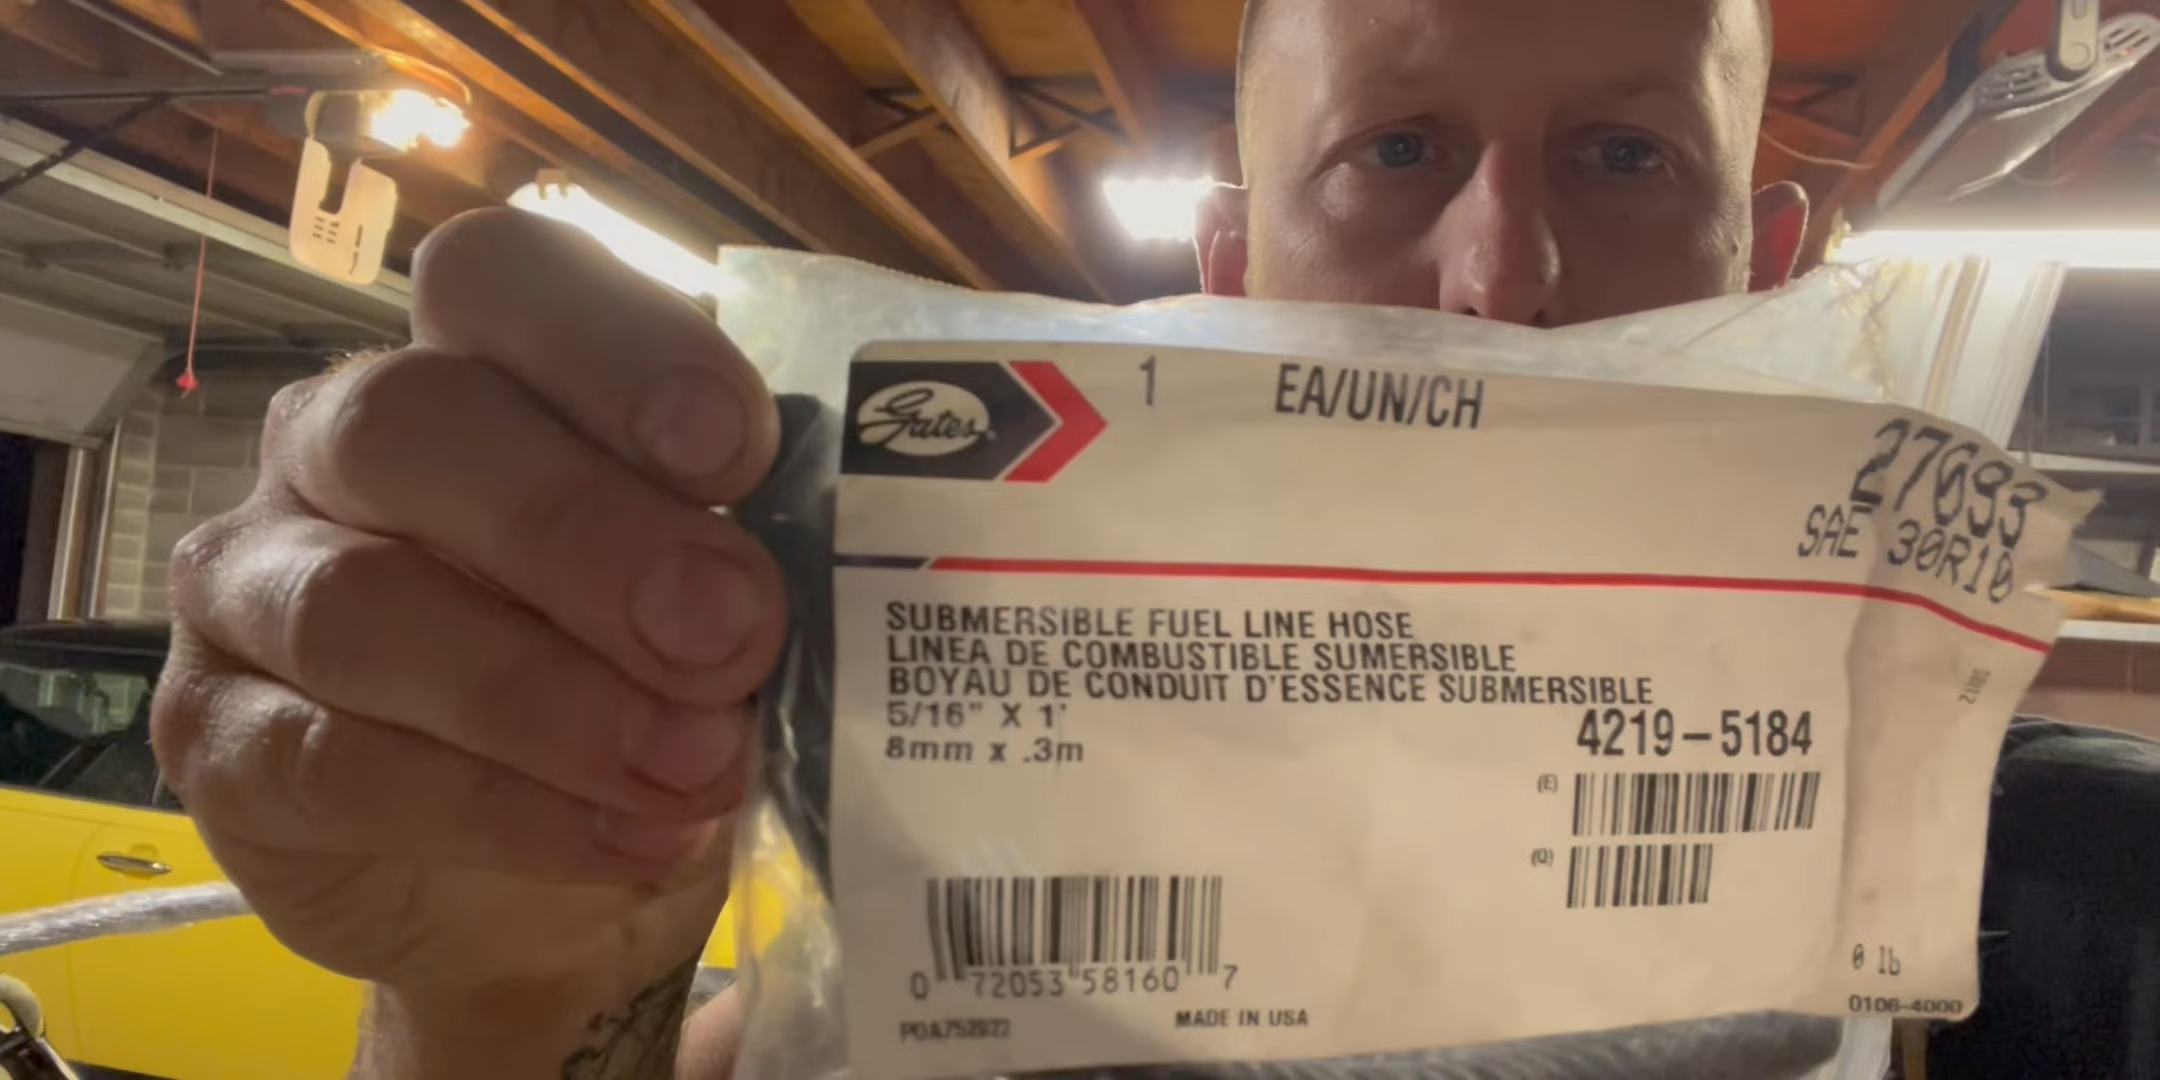 Gates
1 EA/UN/CH
27093
SAE 30R10
SUBMERSIBLE FUEL LINE HOSE
LINEA DE COMBUSTIBLE SUMERSIBLE
BOYAU DE CONDUIT D'ESSENCE SUBMERSIBLE
5/16" X 1'
8mm x .3m
4219-5184
(E)
(Q)
0 72053 58160 7
0 lb
0106-4000
MADE IN USA